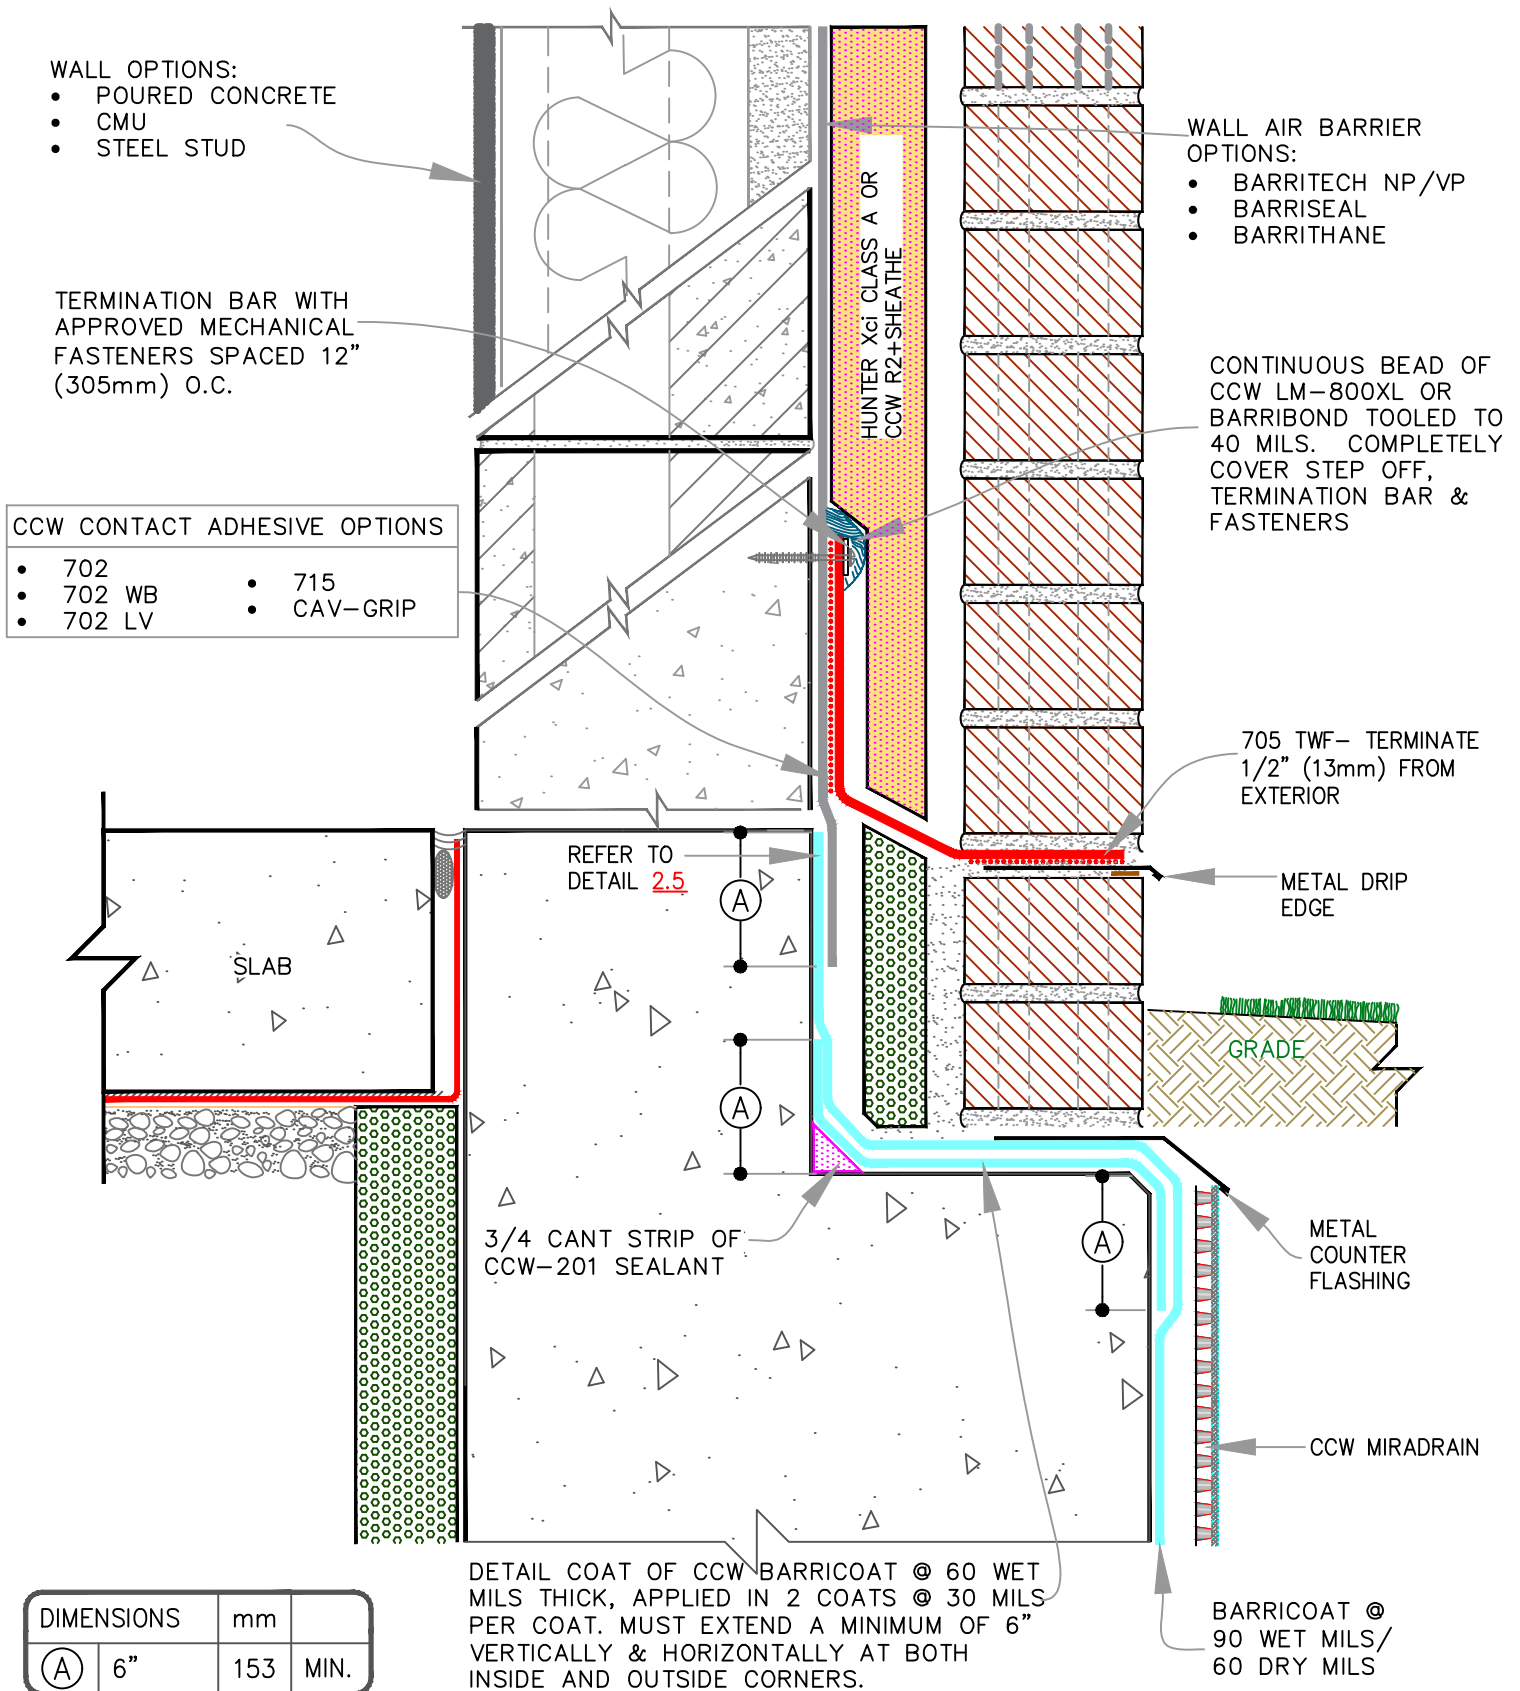 WALL OPTIONS:
• POURED CONCRETE
• CMU
• STEEL STUD
WALL AIR BARRIER
OPTIONS:
• BARRITECH NP/VP
• BARRISEAL
• BARRITHANE
HUNTER Xci CLASS A OR
CCW R2+SHEATHE
TERMINATION BAR WITH
APPROVED MECHANICAL
FASTENERS SPACED 12"
(305mm) O.C.
CONTINUOUS BEAD OF
CCW LM-800XL OR
BARRIBOND TOOLED TO
40 MILS. COMPLETELY
COVER STEP OFF,
TERMINATION BAR &
FASTENERS
CCW CONTACT ADHESIVE OPTIONS
• 702
• 702 WB
• 702 LV
• 715
• CAV-GRIP
705 TWF- TERMINATE
1/2" (13mm) FROM
EXTERIOR
REFER TO
DETAIL 2.5
A
METAL DRIP
EDGE
SLAB
GRADE
A
3/4 CANT STRIP OF
CCW-201 SEALANT
A
METAL
COUNTER
FLASHING
CCW MIRADRAIN
DETAIL COAT OF CCW BARRICOAT @ 60 WET
MILS THICK, APPLIED IN 2 COATS @ 30 MILS
PER COAT. MUST EXTEND A MINIMUM OF 6"
VERTICALLY & HORIZONTALLY AT BOTH
INSIDE AND OUTSIDE CORNERS.
BARRICOAT @
90 WET MILS/
60 DRY MILS
DIMENSIONS mm
A 6" 153 MIN.